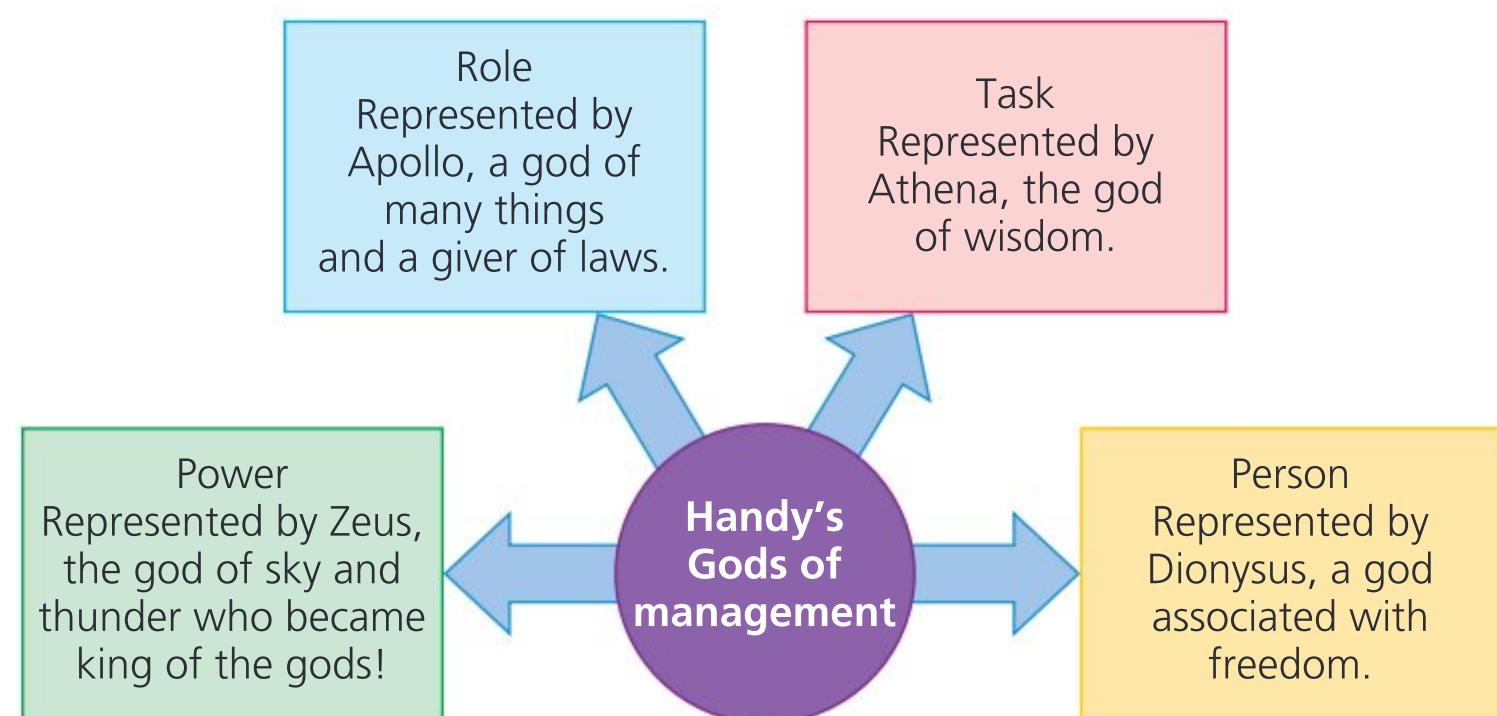 Role
Represented by
Apollo, a god of
many things
and a giver of laws.
Task
Represented by
Athena, the god
of wisdom.
Power
Represented by Zeus,
the god of sky and
thunder who became
king of the gods!
Handy’s
Gods of
management
Person
Represented by
Dionysus, a god
associated with
freedom.